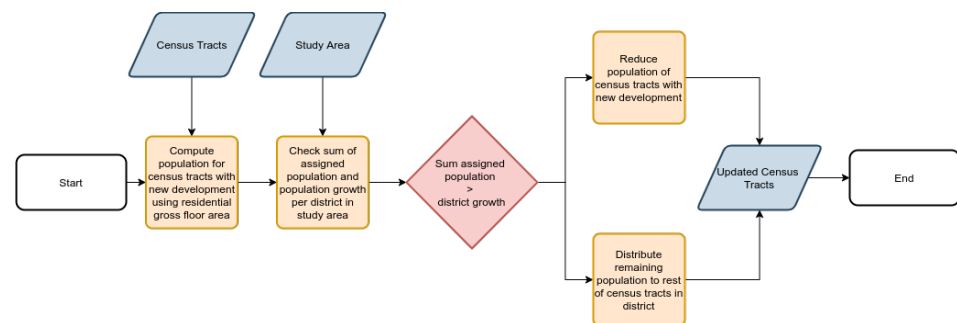 Census Tracts
Study Area
Start
Compute
population for
census tracts with
new development
using residential
gross floor area
Check sum of
assigned
population and
population growth
per district in
study area
Sum assigned
population
>
district growth
Reduce
population of
census tracts with
new development
Distribute
remaining
population to rest
of census tracts in
district
Updated Census
Tracts
End